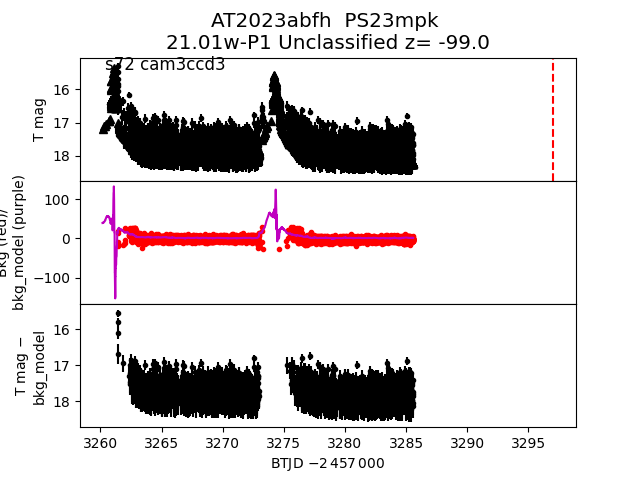 AT2023abfh  PS23mpk
21.01w-P1 Unclassified z= -99.0
s72 cam3ccd3
16
17
18
T mag
100
0
−100
Bkg (red)/
bkg_model (purple)
16
17
18
T mag −
bkg_model
3260 3265 3270 3275 3280 3285 3290 3295
BTJD −2 457 000